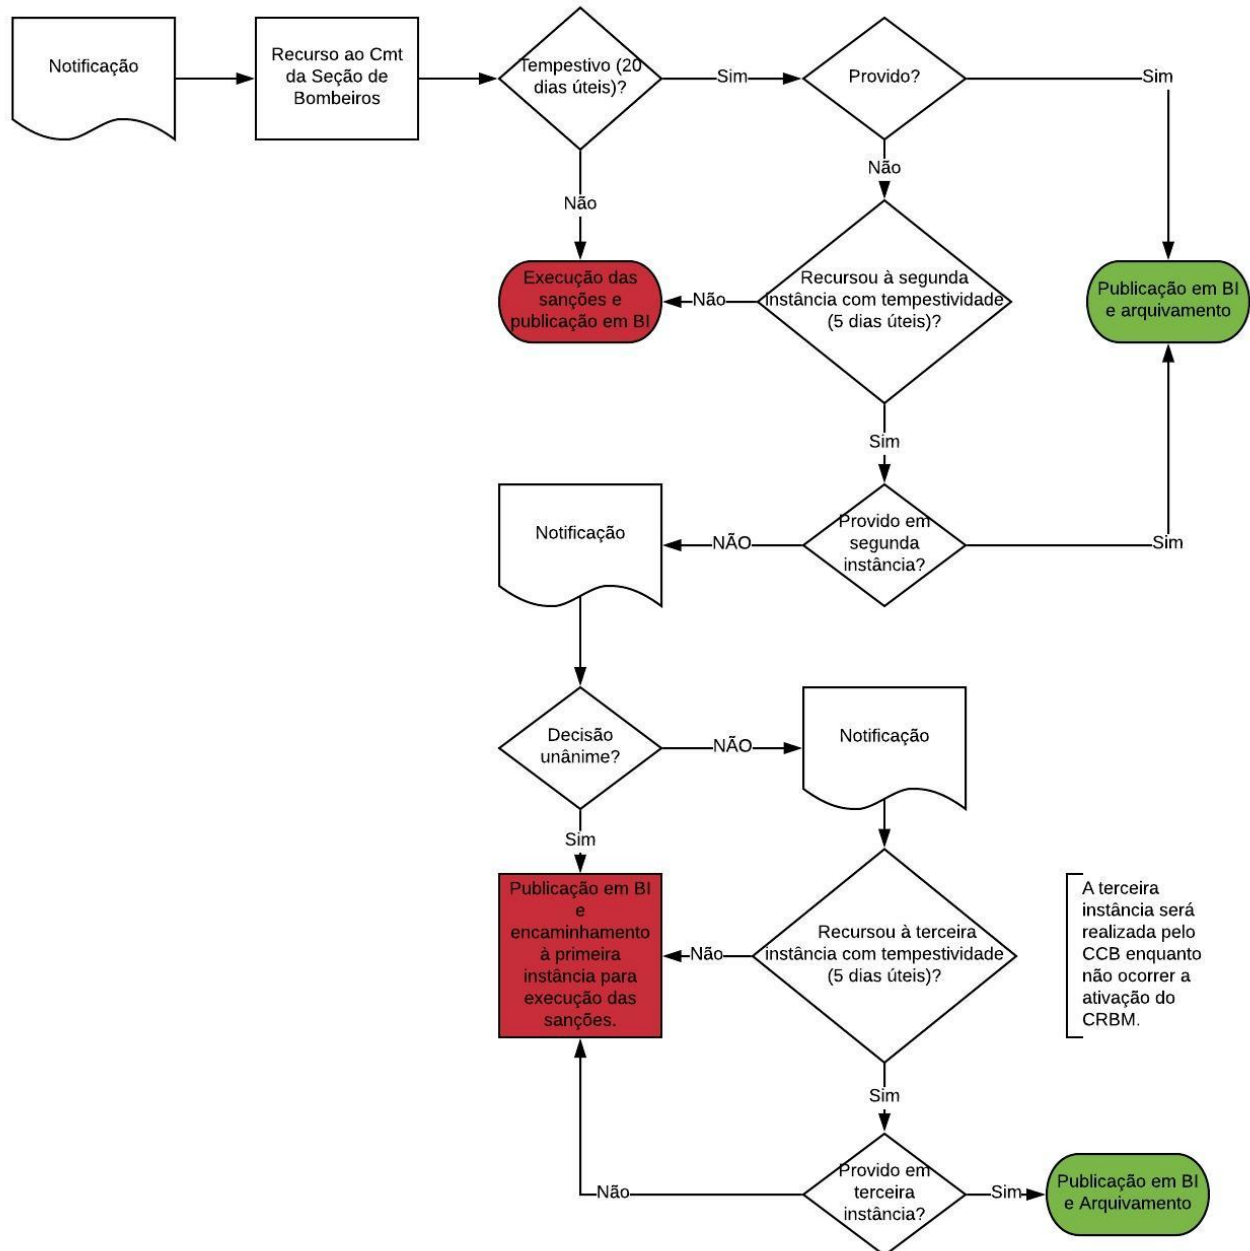 Notificação
Recurso ao Cmt
da Seção de
Bombeiros
Tempestivo (20
dias úteis)?
Sim
Provido?
Sim
Não
Não
Execução das
sanções e
publicação em BI
Não
Recursou à segunda
instância com tempestividade
(5 dias úteis)?
Publicação em BI
e arquivamento
Sim
Notificação
NÃO
Provido em
segunda
instância?
Sim
Decisão
unânime?
NÃO
Notificação
Sim
Publicação em BI
e
encaminhamento
à primeira
instância para
execução das
sanções.
Não
Recursou à terceira
instância com tempestividade
(5 dias úteis)?
A terceira
instância será
realizada pelo
CCB enquanto
não ocorrer a
ativação do
CRBM.
Sim
Não
Provido em
terceira
instância?
Sim
Publicação em BI
e Arquivamento